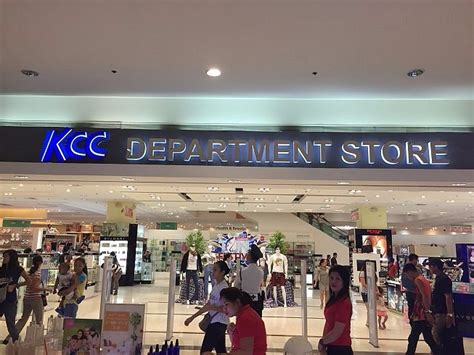 KCC DEPARTMENT STORE